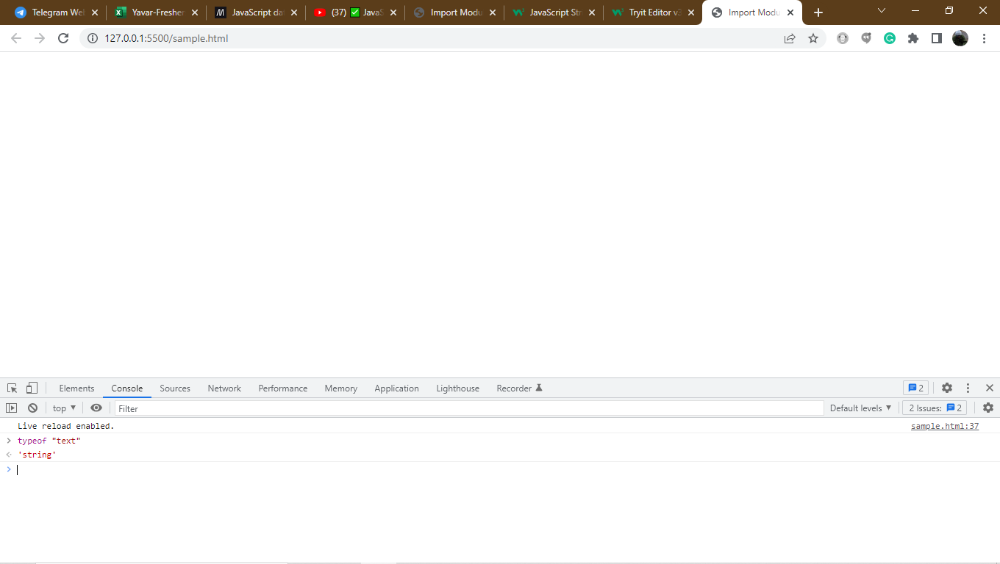 Telegram Web Yavar-Fresher JavaScript dat (37) ✅ JavaS Import Modu JavaScript Str Tryit Editor v3 Import Modu
127.0.0.1:5500/sample.html
Elements Console Sources Network Performance Memory Application Lighthouse Recorder 2
top Filter Default levels 2 Issues: 2
Live reload enabled. sample.html:37
> typeof "text"
'string'
>